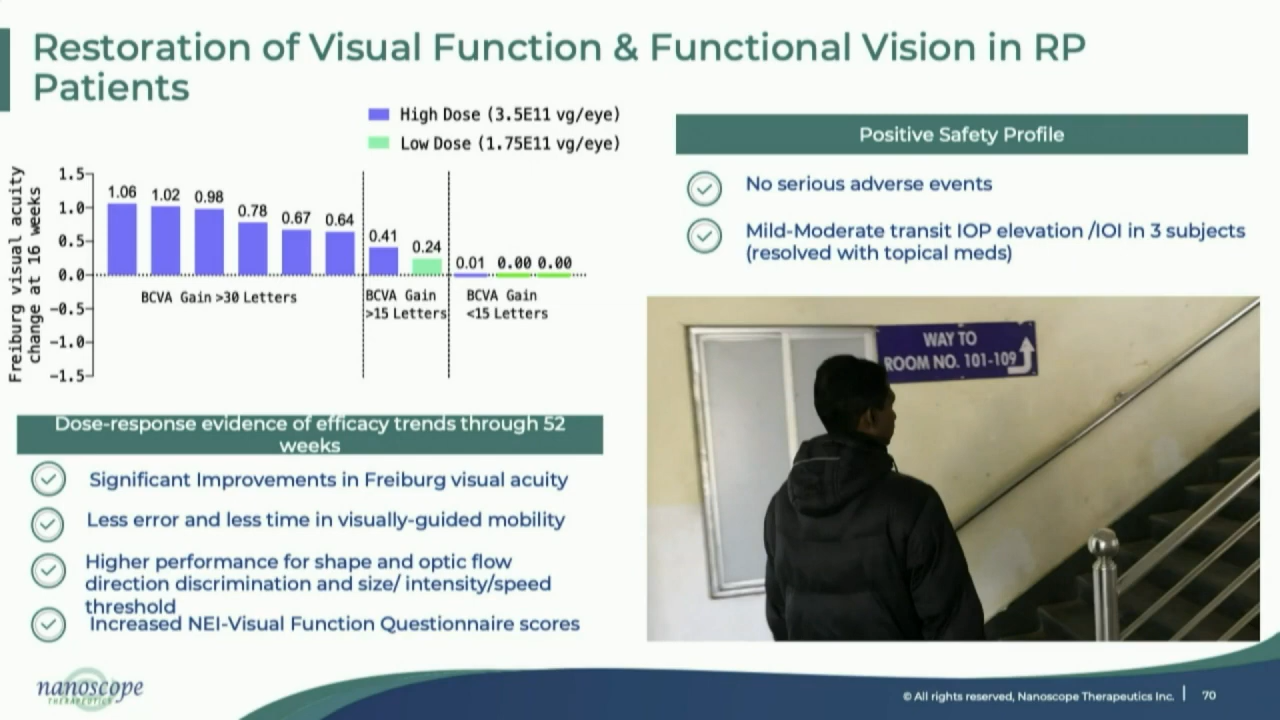 Restoration of Visual Function & Functional Vision in RP
Patients
High Dose (3.5E11 vg/eye)
Low Dose (1.75E11 vg/eye)
Freiburg visual acuity
change at 16 weeks
1.5
1.0
0.5
0.0
−0.5
−1.0
−1.5
1.06 1.02 0.98 0.78 0.67 0.64 0.41 0.24 0.01 0.00 0.00
BCVA Gain >30 Letters
BCVA Gain
>15 Letters
BCVA Gain
<15 Letters
Dose-response evidence of efficacy trends through 52
weeks
Significant Improvements in Freiburg visual acuity
Less error and less time in visually-guided mobility
Higher performance for shape and optic flow
direction discrimination and size/ intensity/speed
threshold
Increased NEI-Visual Function Questionnaire scores
Positive Safety Profile
No serious adverse events
Mild-Moderate transit IOP elevation /IOI in 3 subjects
(resolved with topical meds)
WAY TO
ROOM NO. 101-109
nanoscope
THERAPEUTICS
© All rights reserved, Nanoscope Therapeutics Inc. | 70